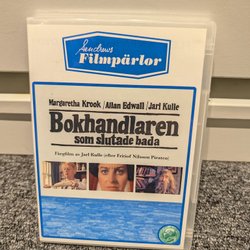 Sandrews
Filmpärlor
Margaretha Krook / Allan Edwall / Jarl Kulle
Bokhandlaren
som slutade bada
Färgfilm av Jarl Kulle (efter Fritiof Nilsson Piraten)